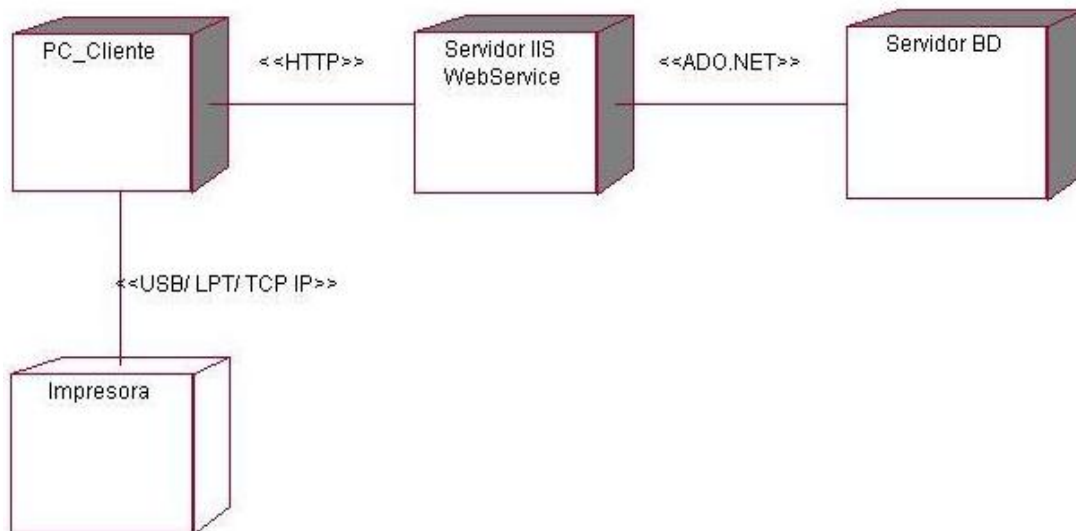 PC_Cliente
<<HTTP>>
Servidor IIS
WebService
<<ADO.NET>>
Servidor BD
<<USB/ LPT/ TCP IP>>
Impresora